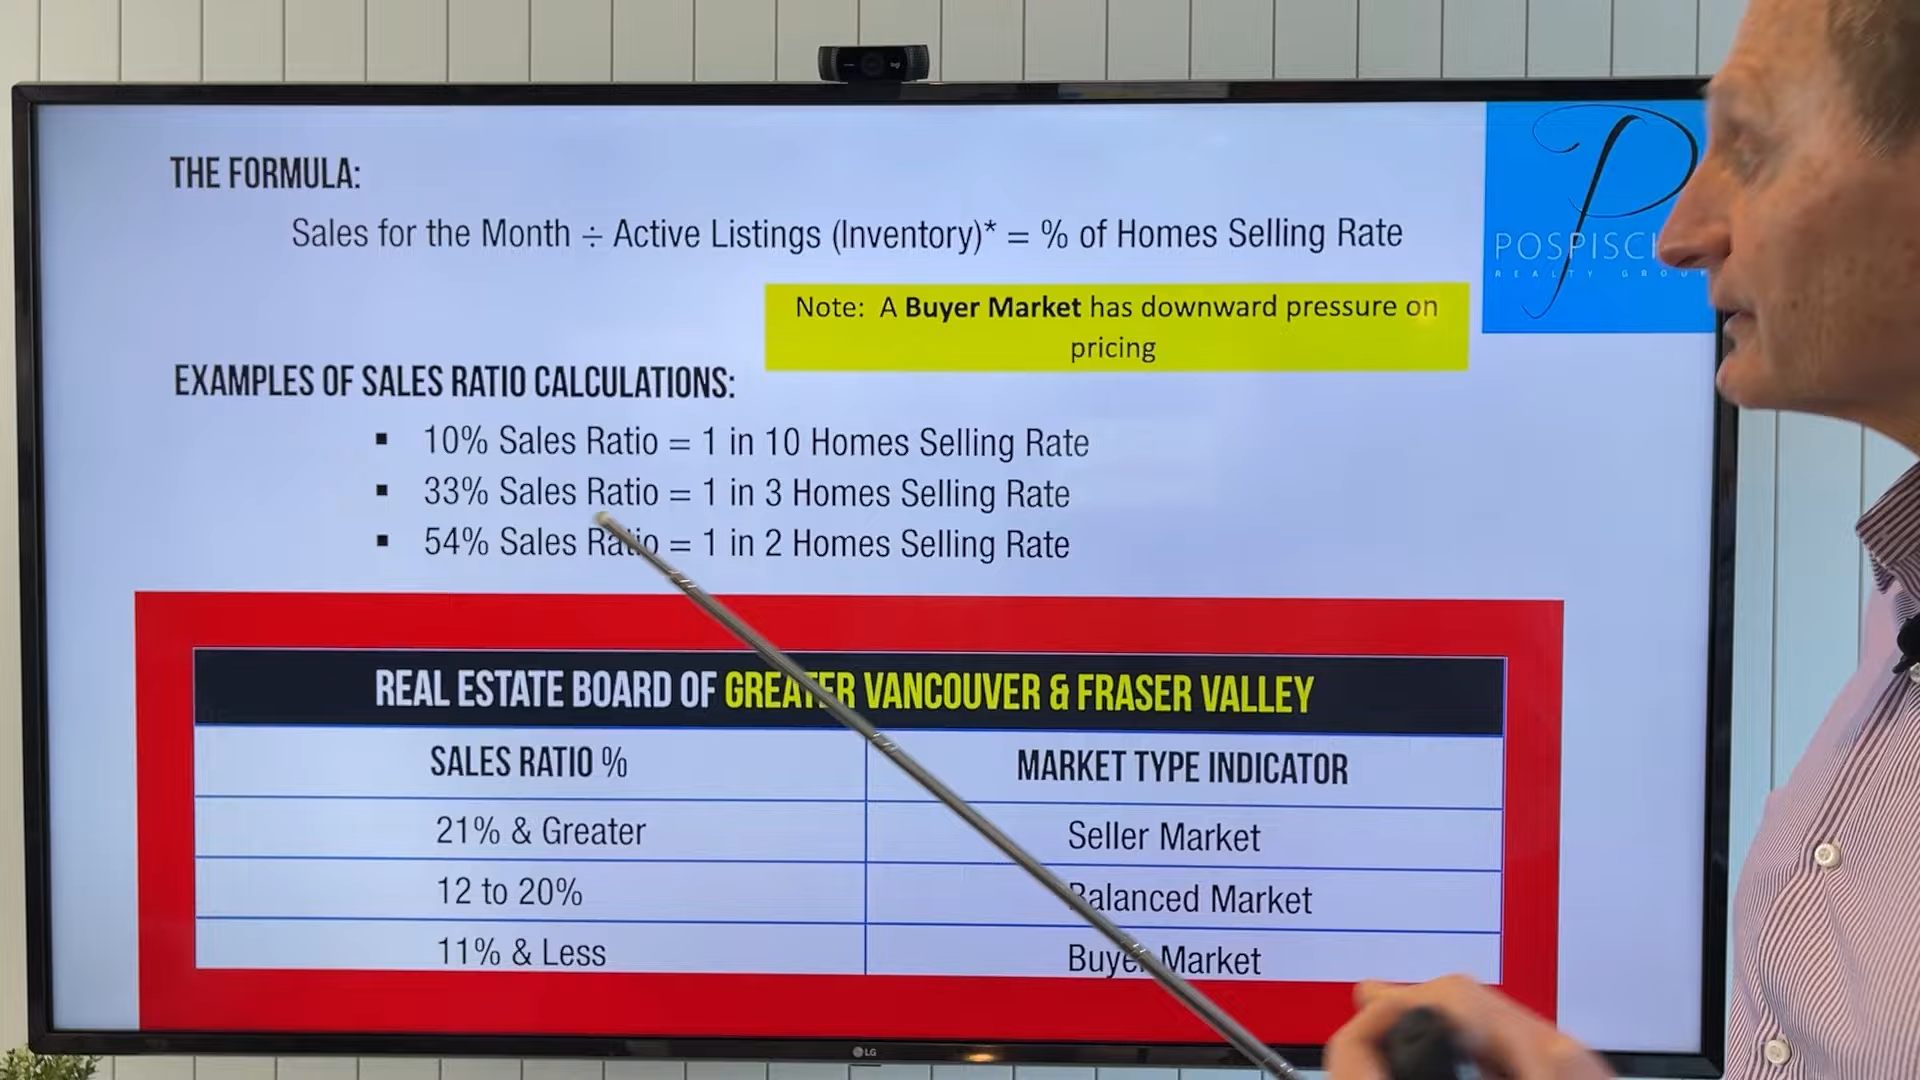 THE FORMULA:
Sales for the Month ÷ Active Listings (Inventory)* = % of Homes Selling Rate
Note: A Buyer Market has downward pressure on
pricing
EXAMPLES OF SALES RATIO CALCULATIONS:
▪ 10% Sales Ratio = 1 in 10 Homes Selling Rate
▪ 33% Sales Ratio = 1 in 3 Homes Selling Rate
▪ 54% Sales Ratio = 1 in 2 Homes Selling Rate
REAL ESTATE BOARD OF GREATER VANCOUVER & FRASER VALLEY
SALES RATIO % MARKET TYPE INDICATOR
21% & Greater Seller Market
12 to 20% Balanced Market
11% & Less Buyer Market
P
REALTY GROUP
logi
LG